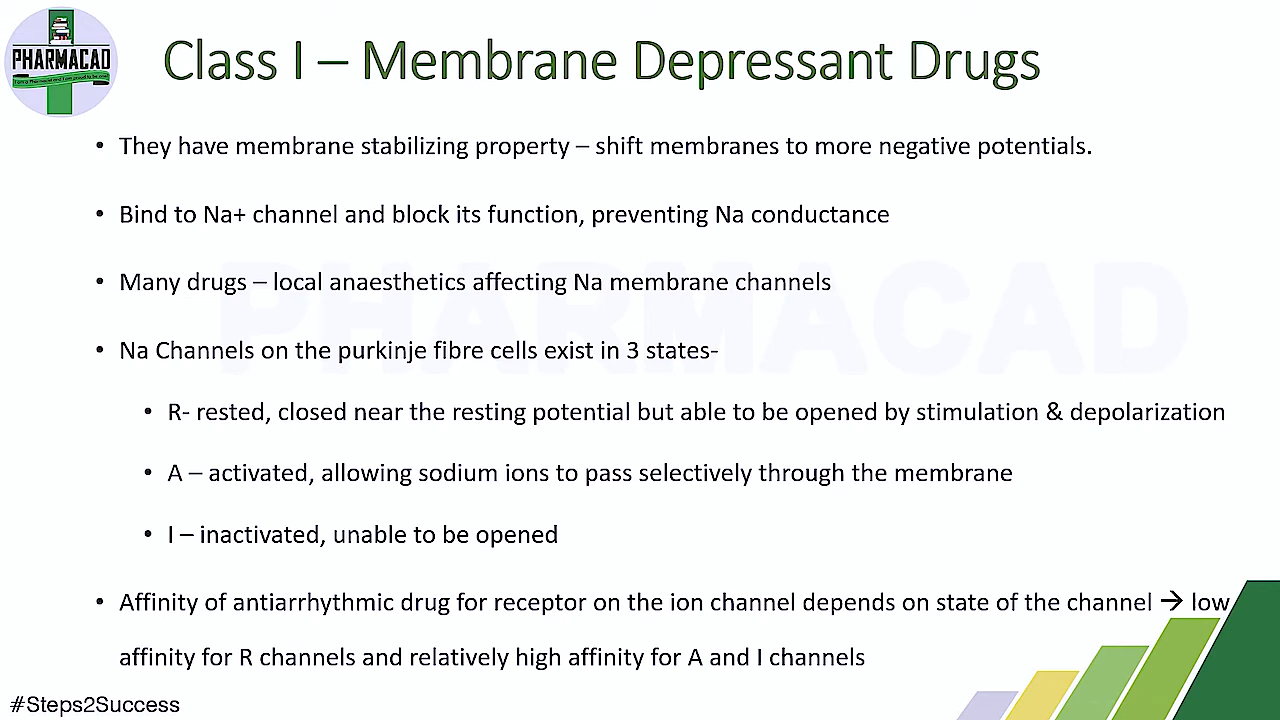 PHARMACAD
Class I – Membrane Depressant Drugs
• They have membrane stabilizing property – shift membranes to more negative potentials.
• Bind to Na+ channel and block its function, preventing Na conductance
• Many drugs – local anaesthetics affecting Na membrane channels
PHARMACAD
• Na Channels on the purkinje fibre cells exist in 3 states-
• R- rested, closed near the resting potential but able to be opened by stimulation & depolarization
• A – activated, allowing sodium ions to pass selectively through the membrane
• I – inactivated, unable to be opened
• Affinity of antiarrhythmic drug for receptor on the ion channel depends on state of the channel → low
affinity for R channels and relatively high affinity for A and I channels
#Steps2Success